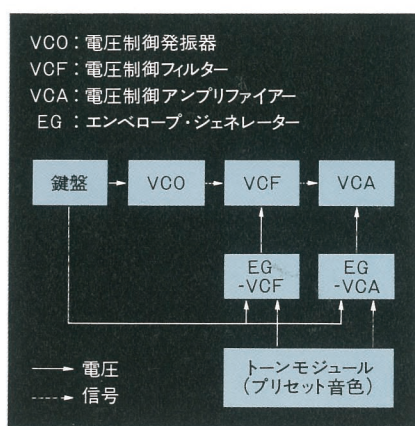 VCO：電圧制御発振器
VCF：電圧制御フィルター
VCA：電圧制御アンプリファイアー
EG：エンベロープ・ジェネレーター
鍵盤
VCO
VCF
VCA
EG
-VCF
EG
-VCA
トーンモジュール
(プリセット音色)
電圧
信号